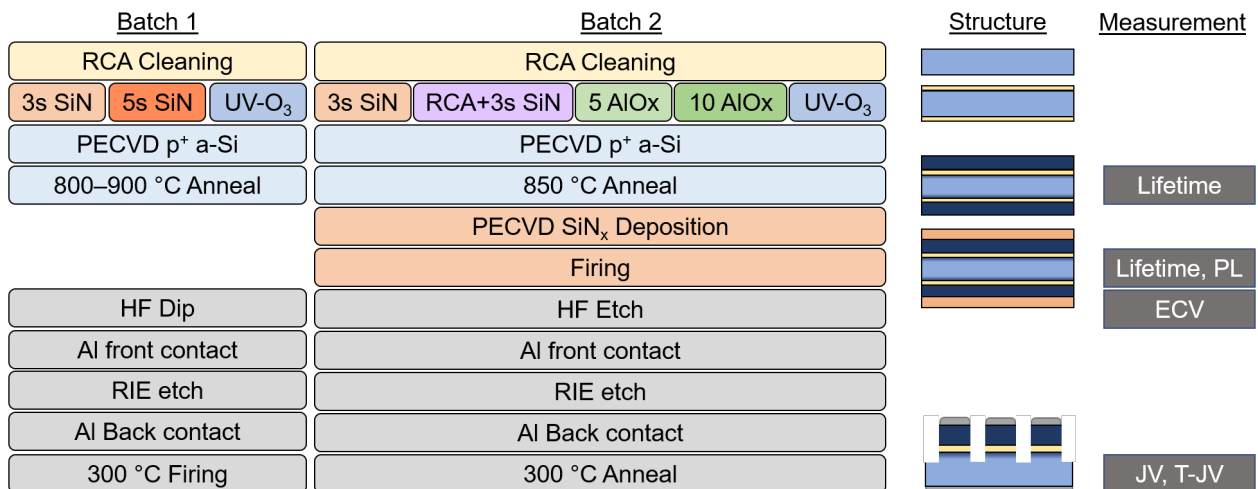 Batch 1 Batch 2 Structure Measurement
RCA Cleaning RCA Cleaning
3s SiN 5s SiN UV-O₃ 3s SiN RCA+3s SiN 5 AlOx 10 AlOx UV-O₃
PECVD p⁺ a-Si PECVD p⁺ a-Si
800–900 °C Anneal 850 °C Anneal Lifetime
PECVD SiNₓ Deposition
Firing Lifetime, PL
HF Dip HF Etch ECV
Al front contact Al front contact
RIE etch RIE etch
Al Back contact Al Back contact
300 °C Firing 300 °C Anneal JV, T-JV